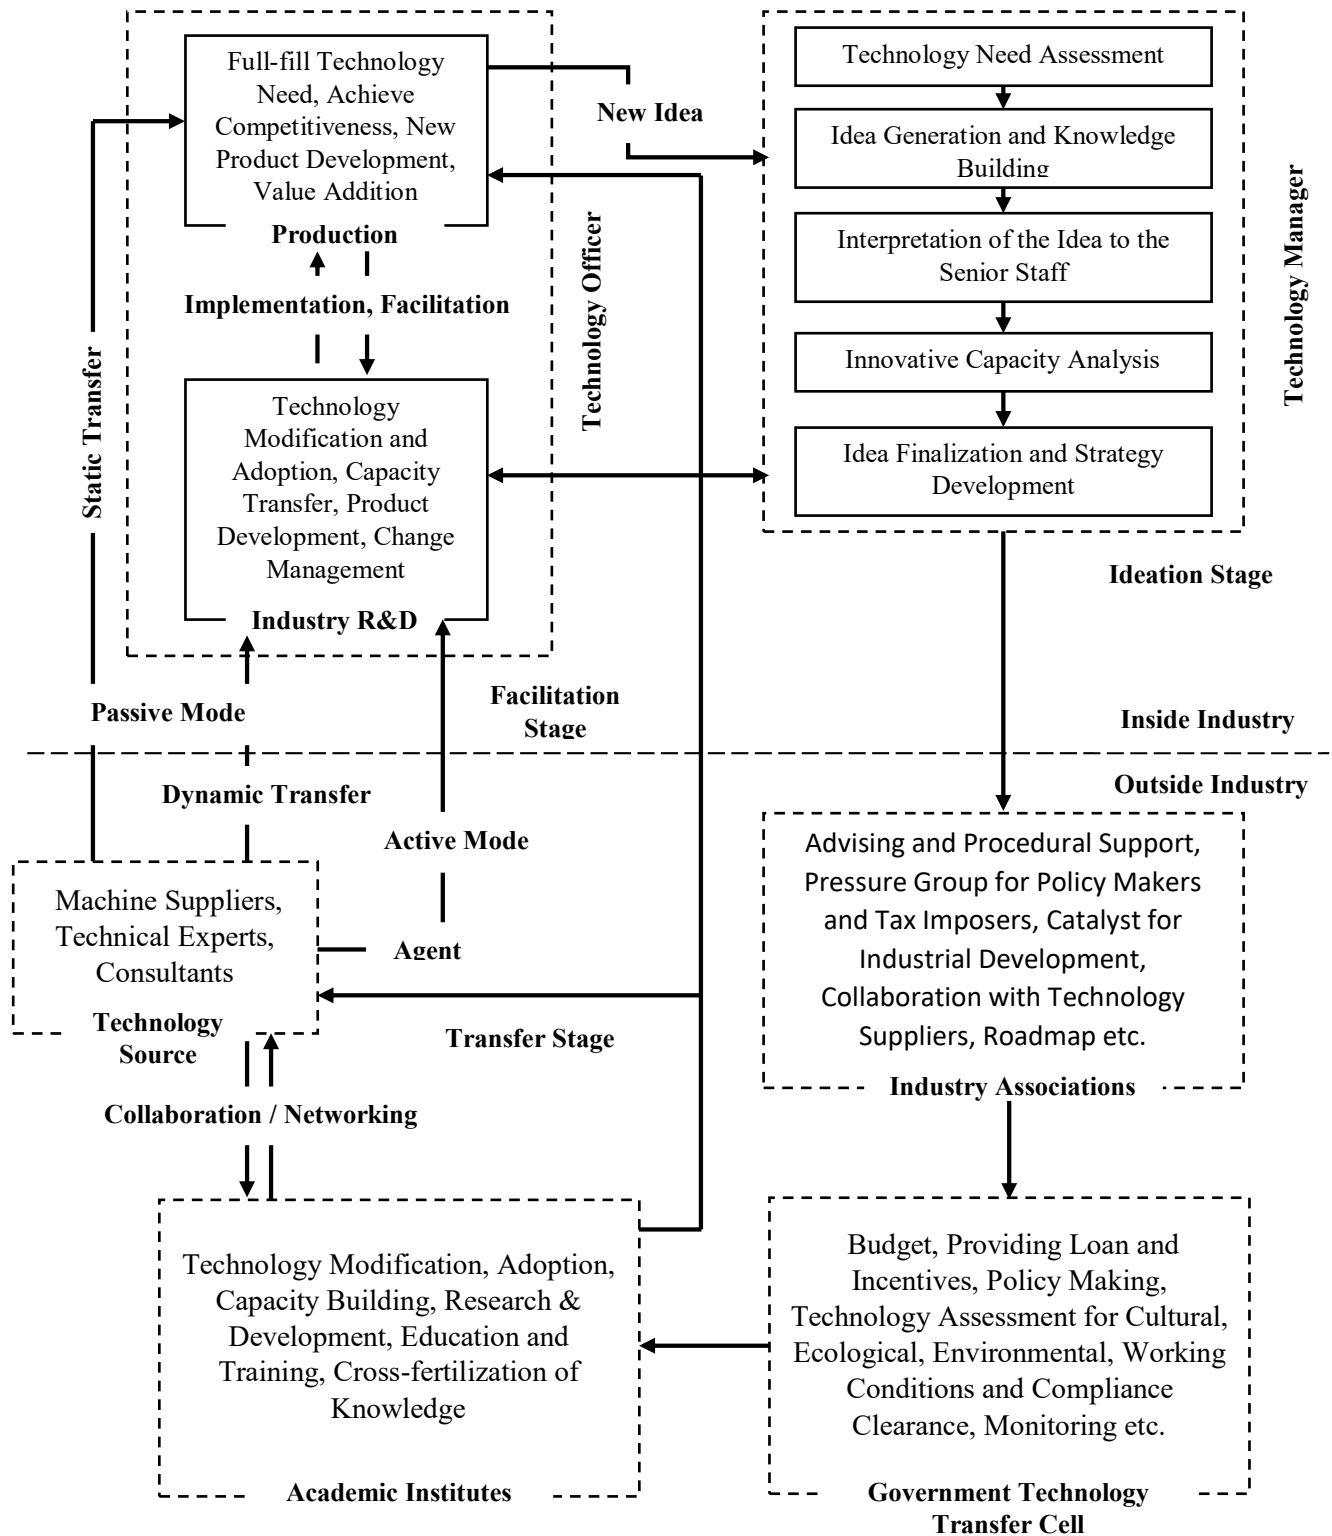 Full-fill Technology
Need, Achieve
Competitiveness, New
Product Development,
Value Addition
Production
New Idea
Technology Need Assessment
Idea Generation and Knowledge
Building
Interpretation of the Idea to the
Senior Staff
Innovative Capacity Analysis
Idea Finalization and Strategy
Development
Technology Manager
Ideation Stage
Implementation, Facilitation
Technology Officer
Static Transfer
Technology
Modification and
Adoption, Capacity
Transfer, Product
Development, Change
Management
Industry R&D
Passive Mode
Facilitation
Stage
Inside Industry
Outside Industry
Dynamic Transfer
Active Mode
Machine Suppliers,
Technical Experts,
Consultants
Technology
Source
Agent
Transfer Stage
Advising and Procedural Support,
Pressure Group for Policy Makers
and Tax Imposers, Catalyst for
Industrial Development,
Collaboration with Technology
Suppliers, Roadmap etc.
Industry Associations
Collaboration / Networking
Technology Modification, Adoption,
Capacity Building, Research &
Development, Education and
Training, Cross-fertilization of
Knowledge
Academic Institutes
Budget, Providing Loan and
Incentives, Policy Making,
Technology Assessment for Cultural,
Ecological, Environmental, Working
Conditions and Compliance
Clearance, Monitoring etc.
Government Technology
Transfer Cell